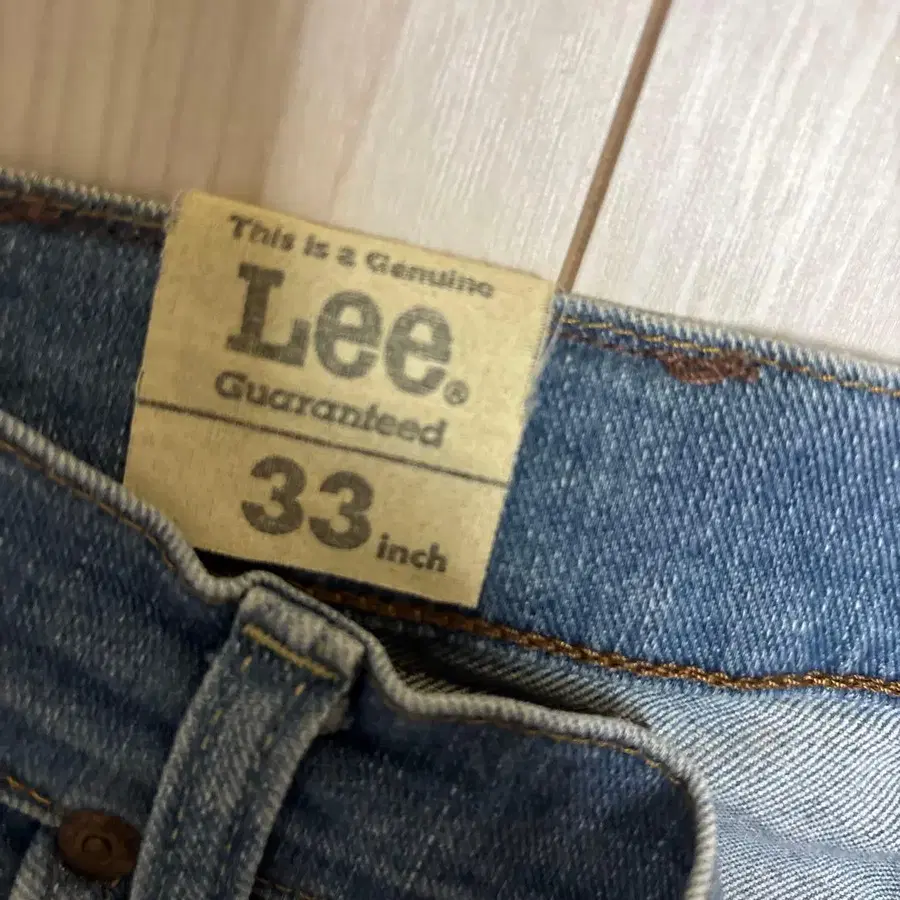 This is a Genuine
Lee®
Guaranteed
33 inch